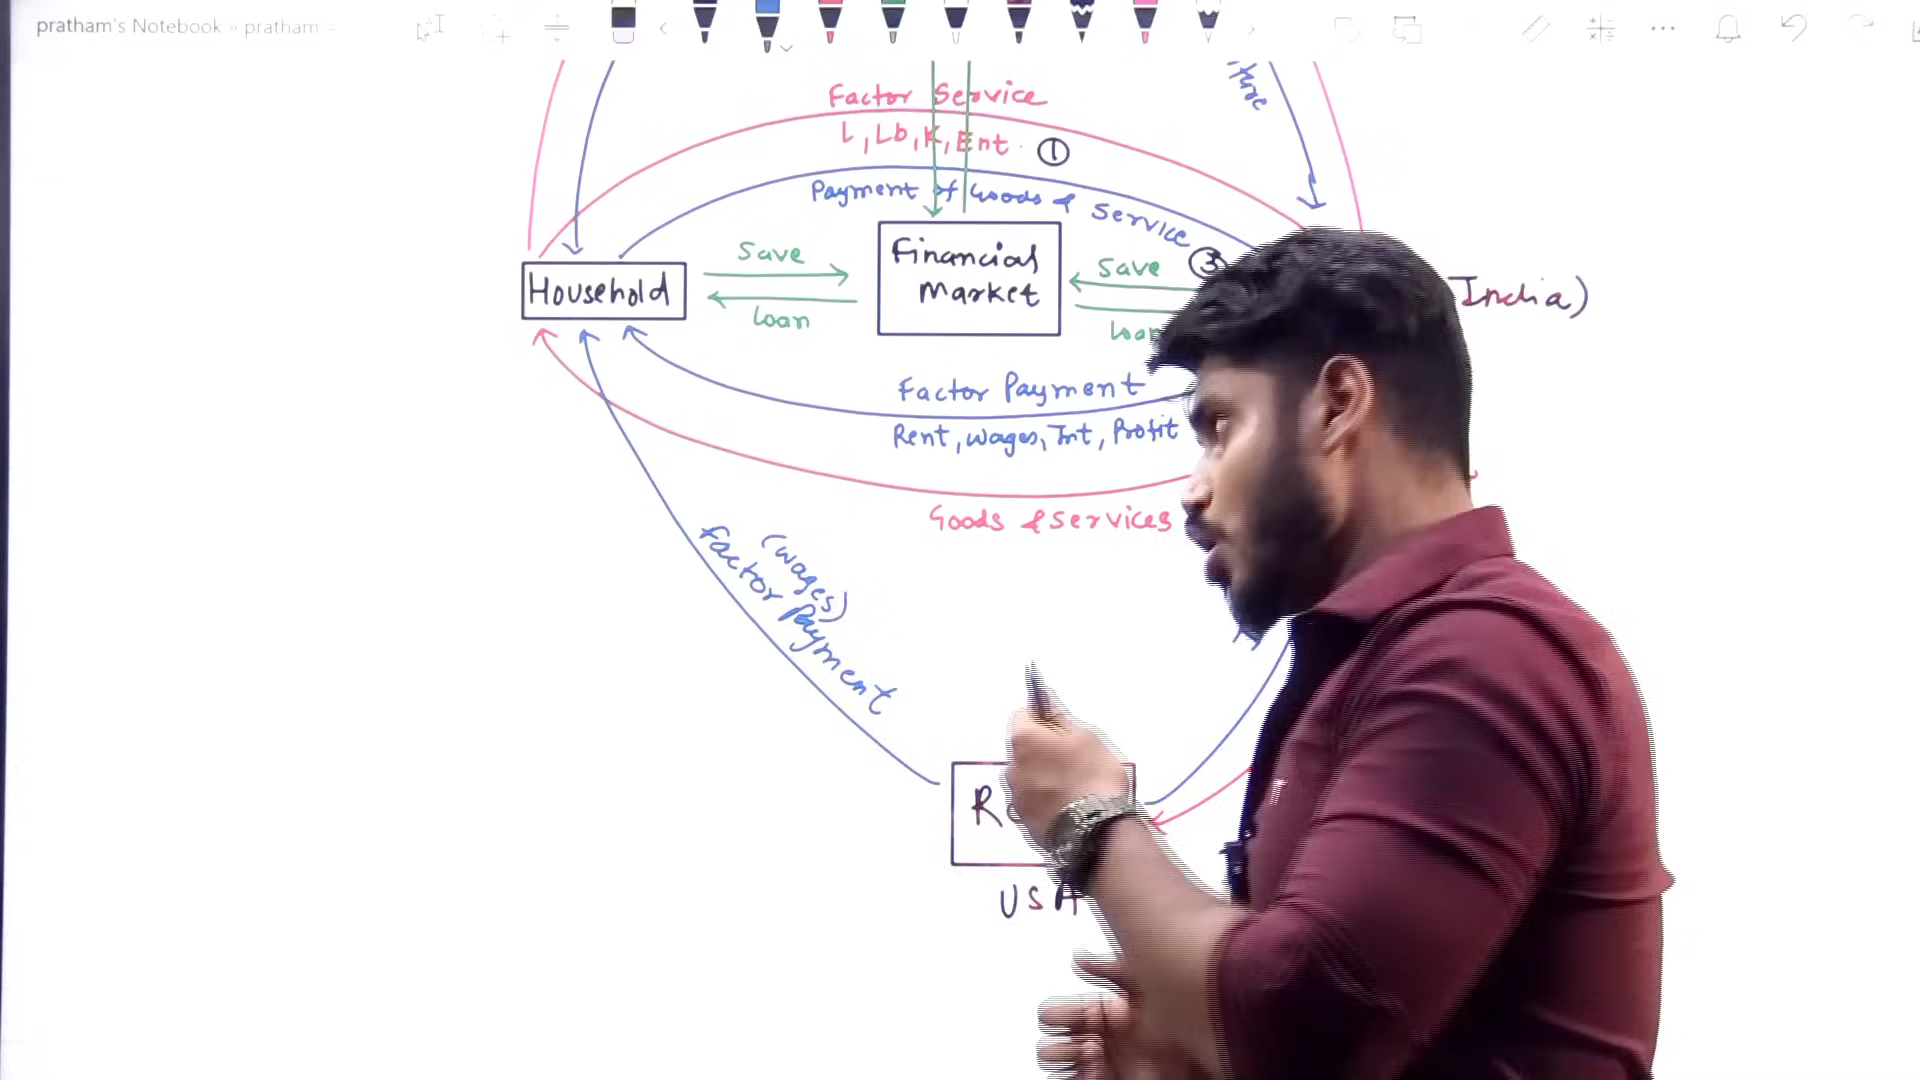 pratham's Notebook » pratham
Factor Service
L, Lb, K, Ent. ①
Payment of Goods & Service ③
Household
Save
Loan
Financial
Market
Save
India)
Factor Payment
Rent, Wages, Int, Profit
Goods & Services
(Wages)
Factor Payment
USA